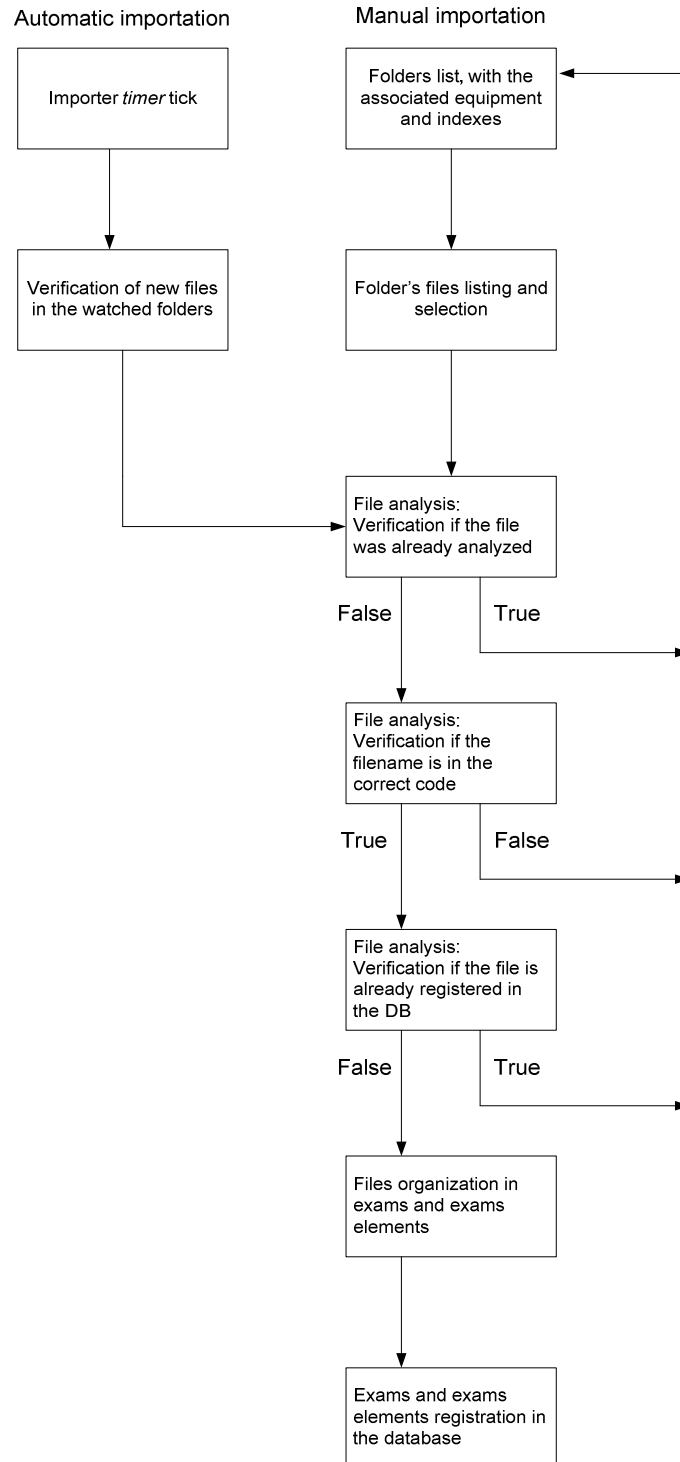 Automatic importation
Manual importation
Importer timer tick
Folders list, with the
associated equipment
and indexes
Verification of new files
in the watched folders
Folder's files listing and
selection
File analysis:
Verification if the file
was already analyzed
False
True
File analysis:
Verification if the
filename is in the
correct code
True
False
File analysis:
Verification if the file is
already registered in
the DB
False
True
Files organization in
exams and exams
elements
Exams and exams
elements registration in
the database